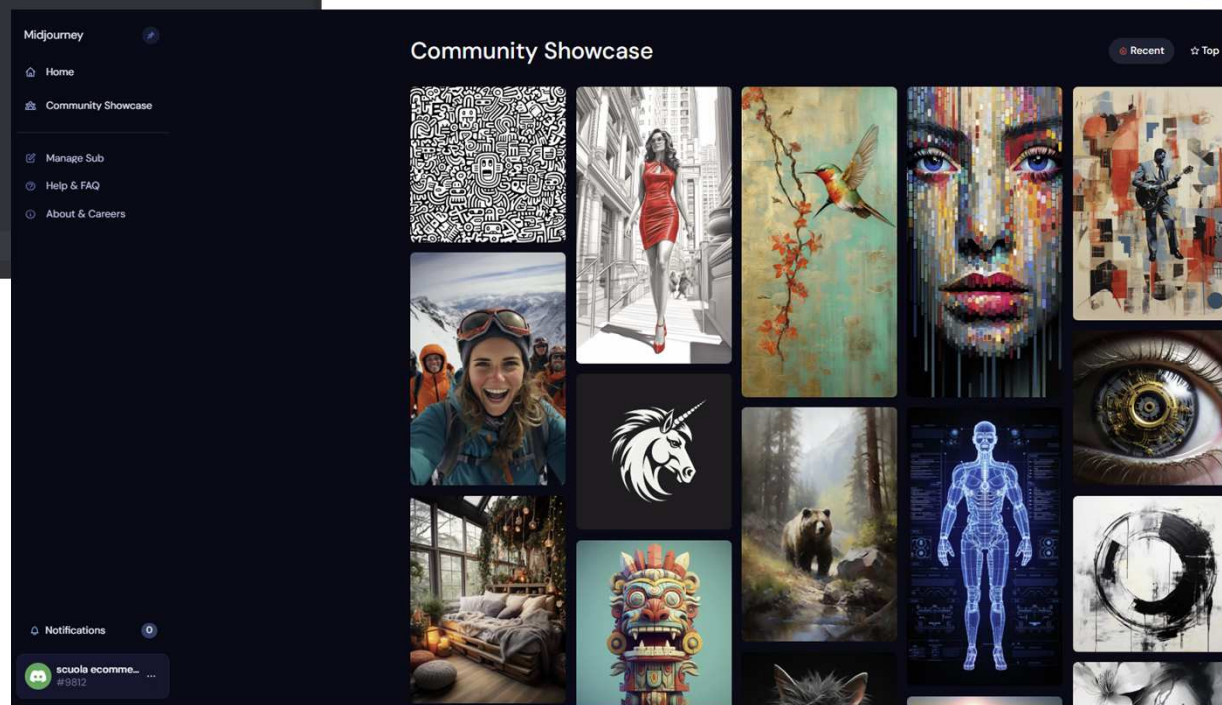 Midjourney
Home
Community Showcase
Manage Sub
Help & FAQ
About & Careers
Notifications
0
scuola ecomme...
#9812
Community Showcase
Recent
Top